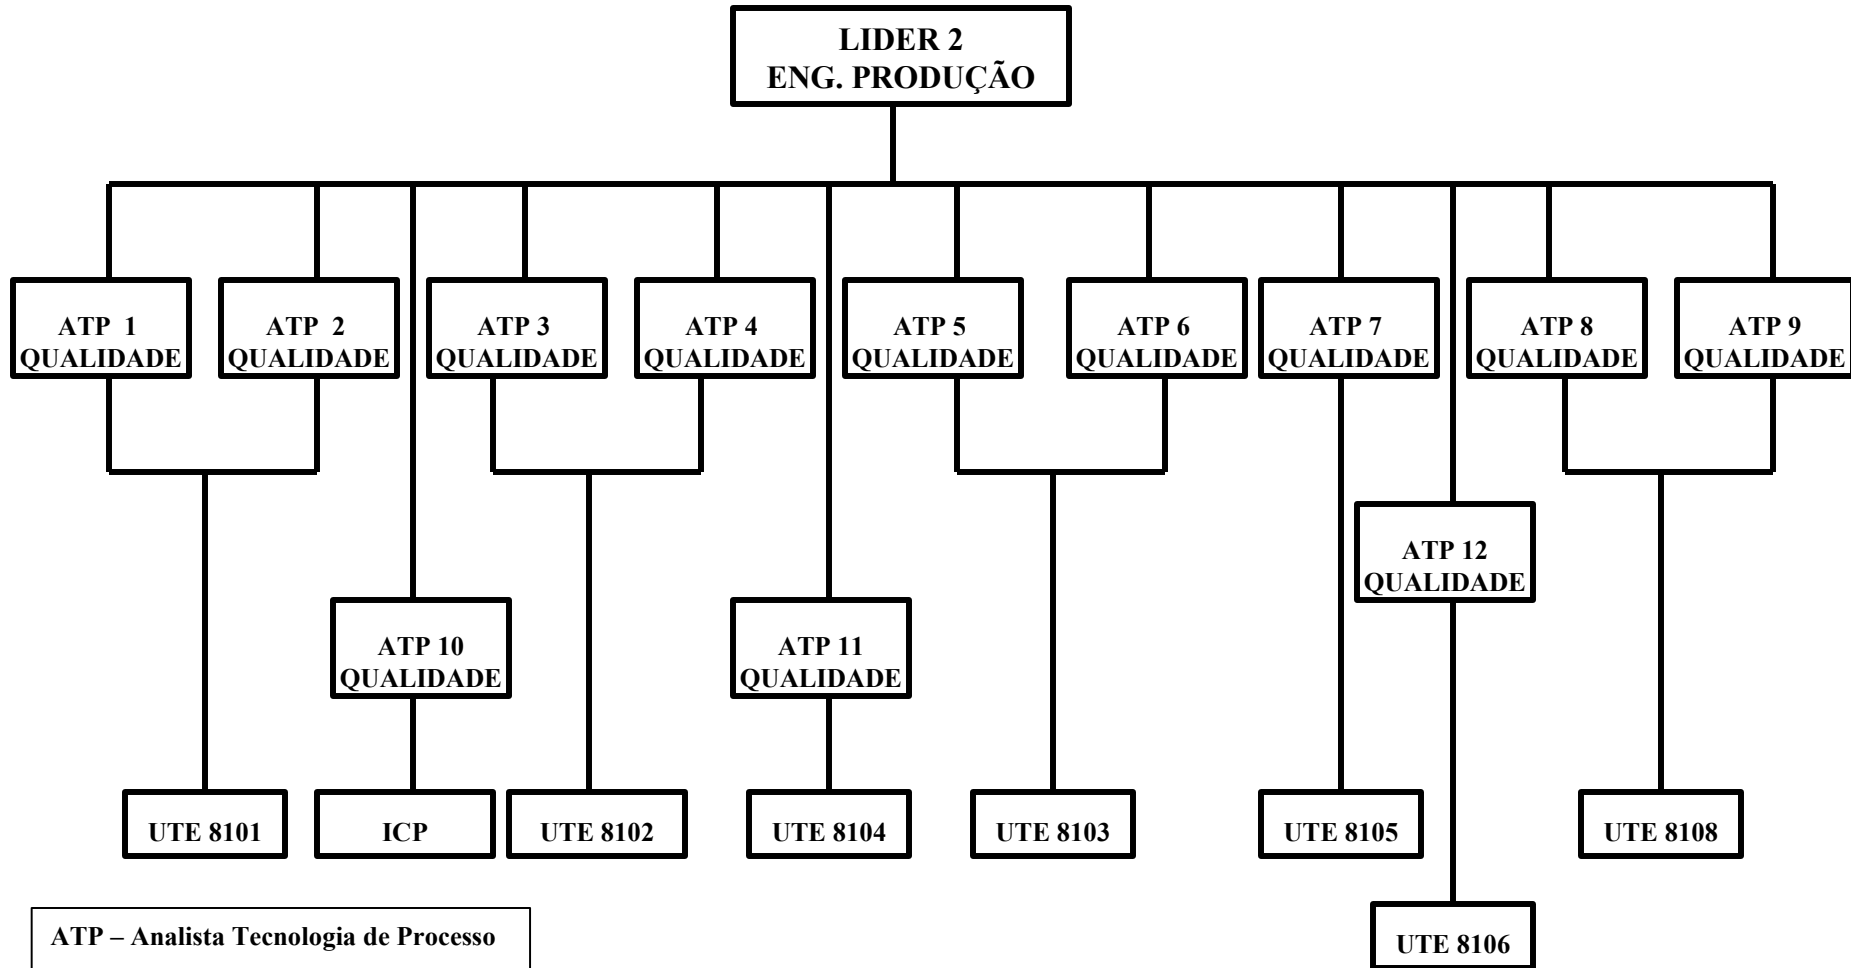 LIDER 2
ENG. PRODUÇÃO
ATP 1
QUALIDADE
ATP 2
QUALIDADE
ATP 3
QUALIDADE
ATP 4
QUALIDADE
ATP 5
QUALIDADE
ATP 6
QUALIDADE
ATP 7
QUALIDADE
ATP 8
QUALIDADE
ATP 9
QUALIDADE
ATP 12
QUALIDADE
ATP 10
QUALIDADE
ATP 11
QUALIDADE
UTE 8101
ICP
UTE 8102
UTE 8104
UTE 8103
UTE 8105
UTE 8108
UTE 8106
ATP – Analista Tecnologia de Processo